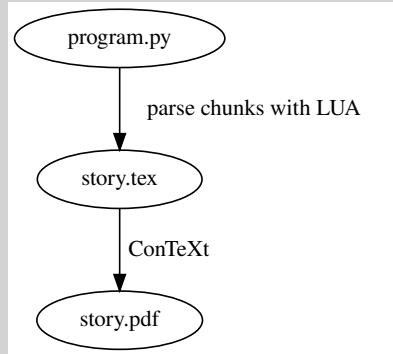 program.py
parse chunks with LUA
story.tex
ConTeXt
story.pdf